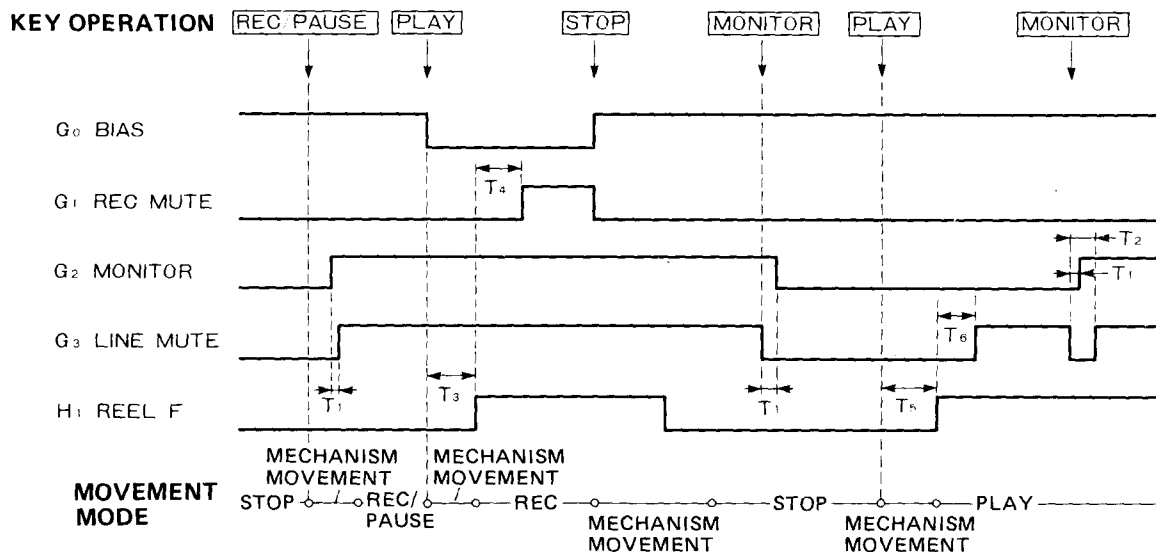 KEY OPERATION REC/PAUSE PLAY STOP MONITOR PLAY MONITOR
G₀ BIAS
G₁ REC MUTE
T₄
G₂ MONITOR
T₂
T₁
G₃ LINE MUTE
T₆
H₁ REEL F
T₁ T₃ T₁ T₅
MECHANISM MOVEMENT
MECHANISM MOVEMENT
MOVEMENT MODE
STOP
REC/PAUSE
REC
MECHANISM MOVEMENT
STOP
MECHANISM MOVEMENT
PLAY